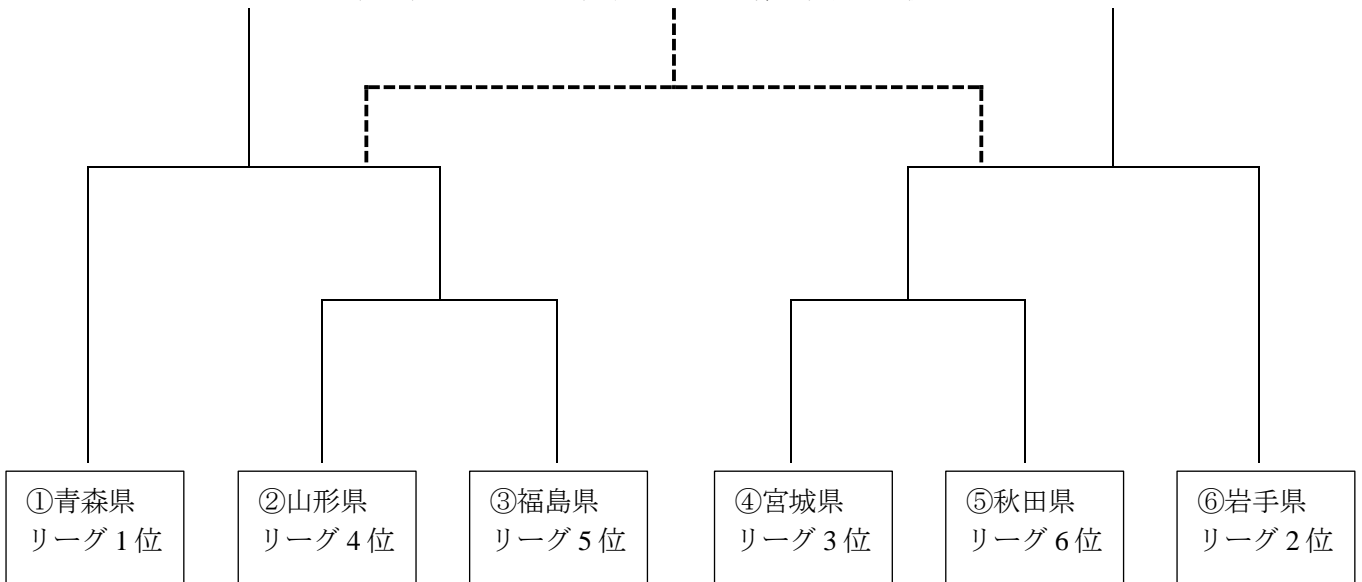 ①青森県
リーグ1位
②山形県
リーグ4位
③福島県
リーグ5位
④宮城県
リーグ3位
⑤秋田県
リーグ6位
⑥岩手県
リーグ2位